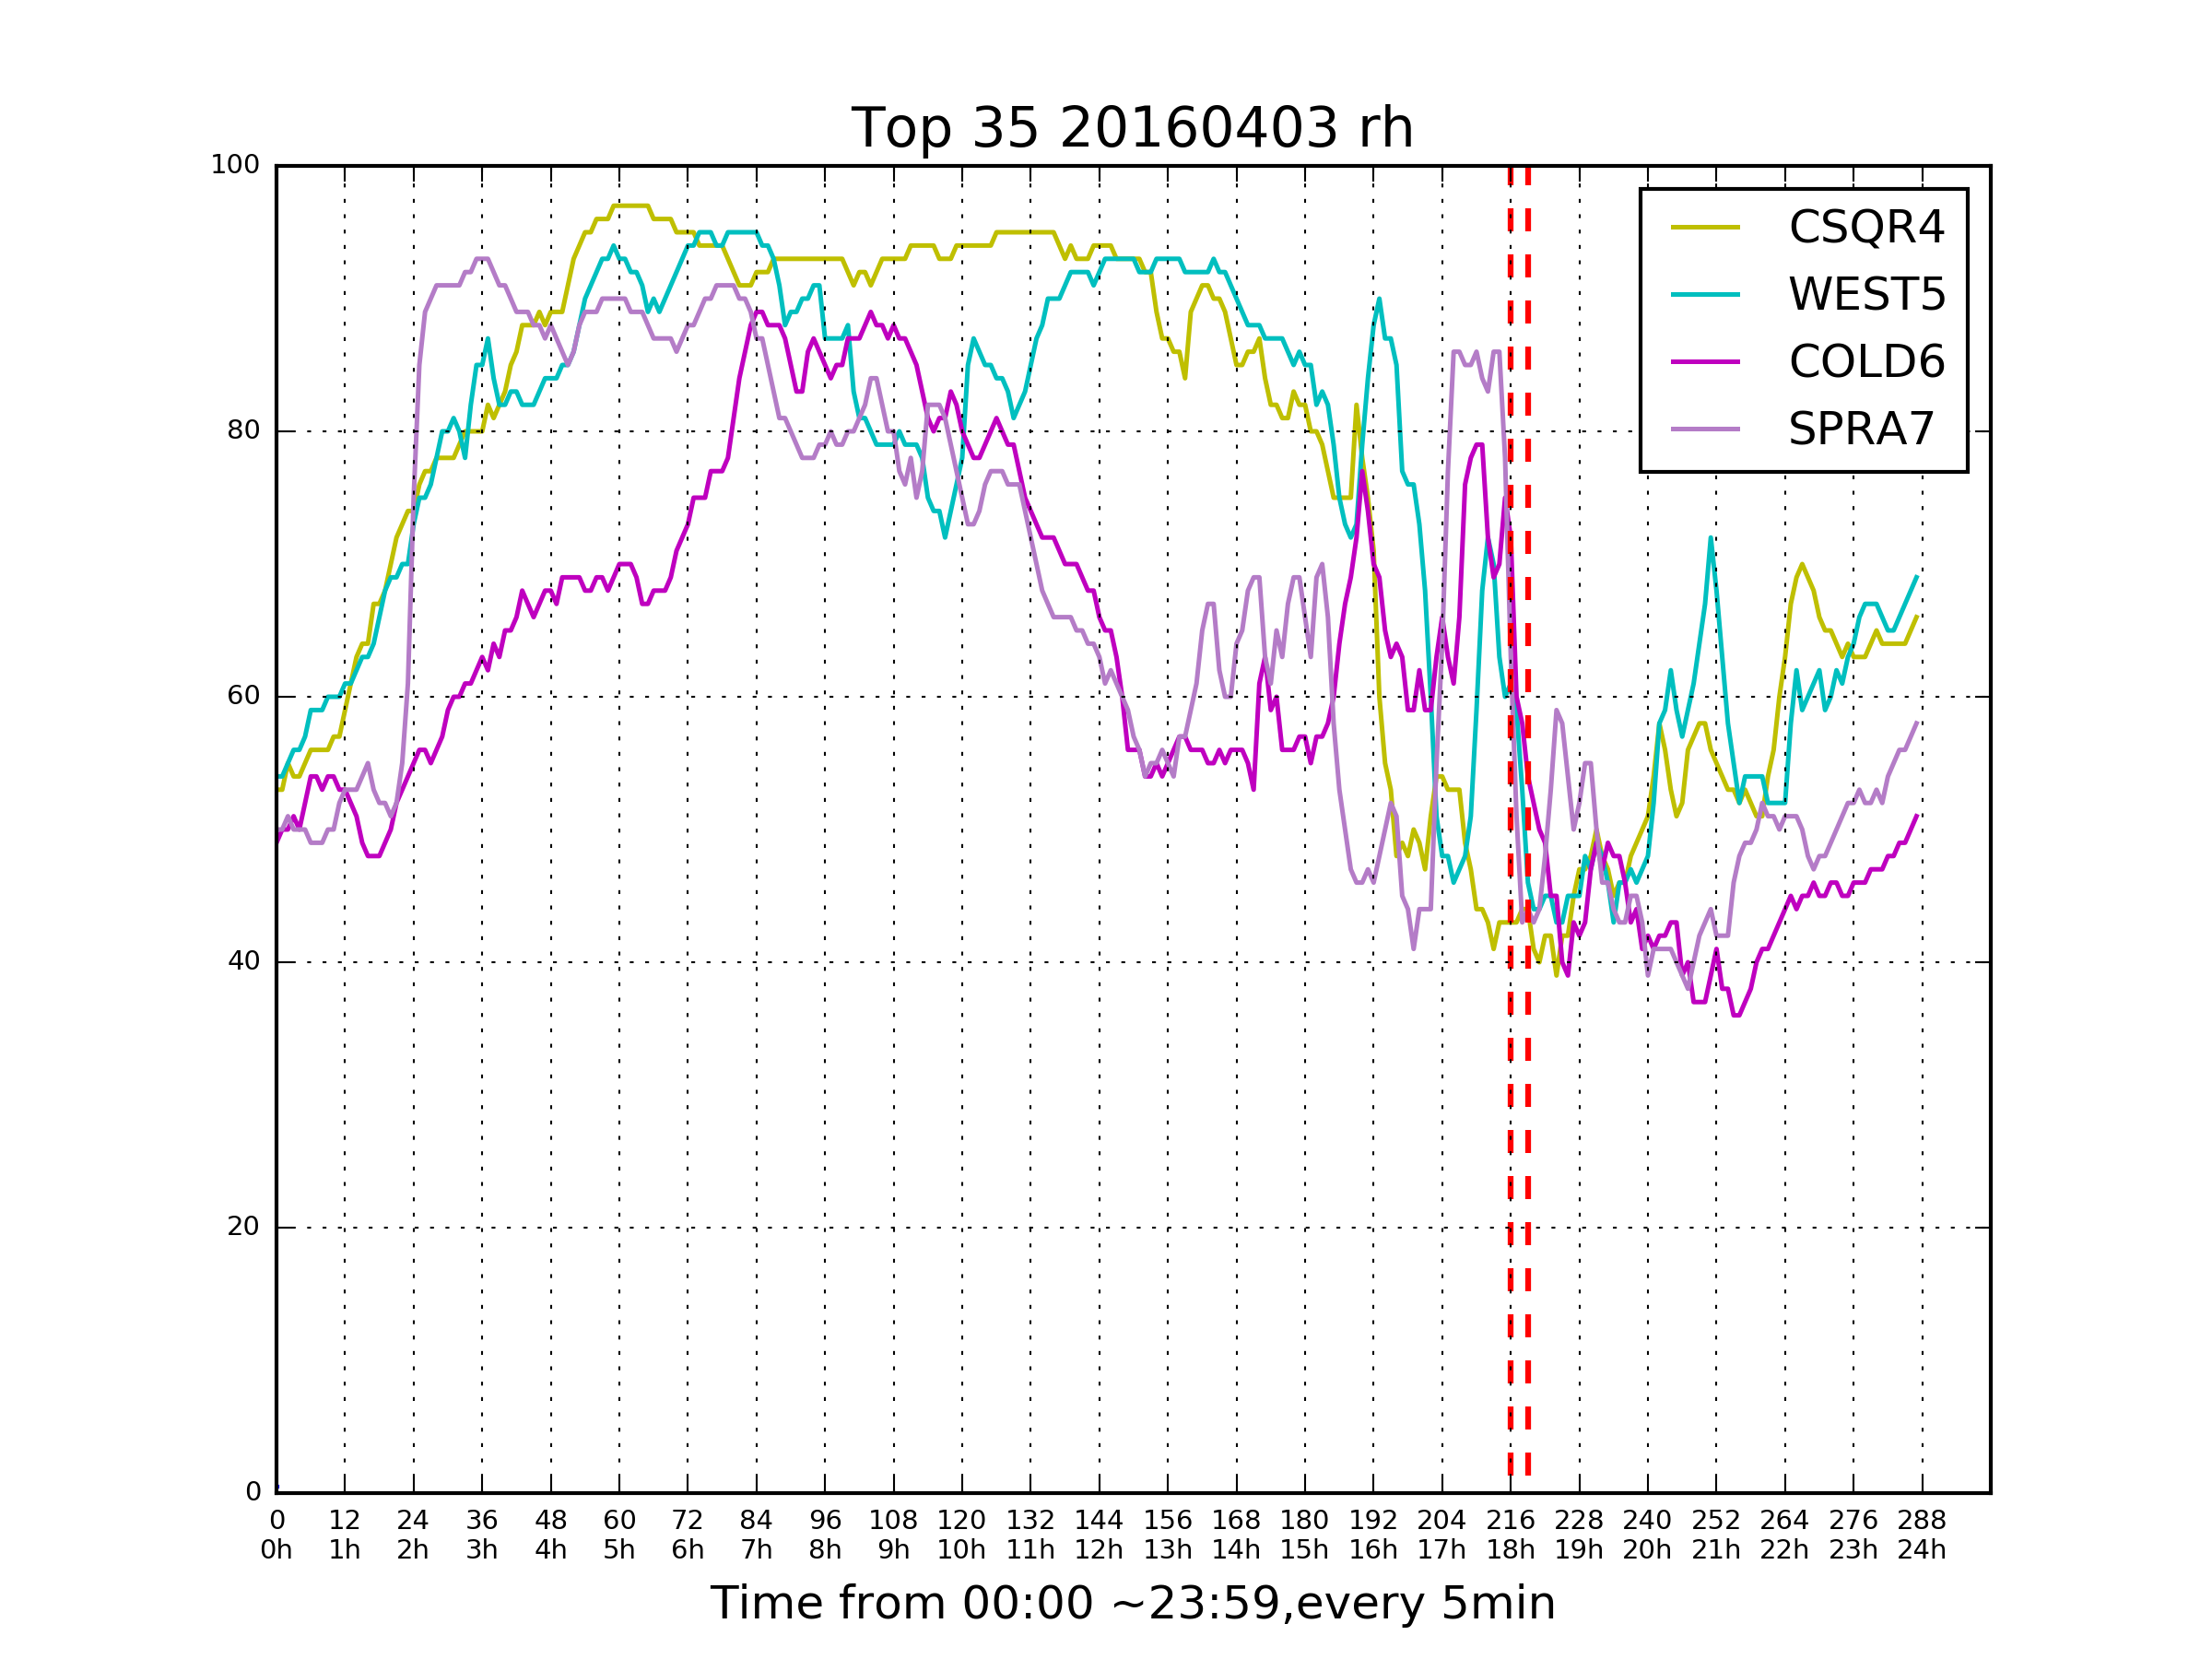 Top 35 20160403 rh
100
80
60
40
20
0
CSQR4
WEST5
COLD6
SPRA7
0 12 24 36 48 60 72 84 96 108 120 132 144 156 168 180 192 204 216 228 240 252 264 276 288
0h 1h 2h 3h 4h 5h 6h 7h 8h 9h 10h 11h 12h 13h 14h 15h 16h 17h 18h 19h 20h 21h 22h 23h 24h
Time from 00:00 ~23:59,every 5min